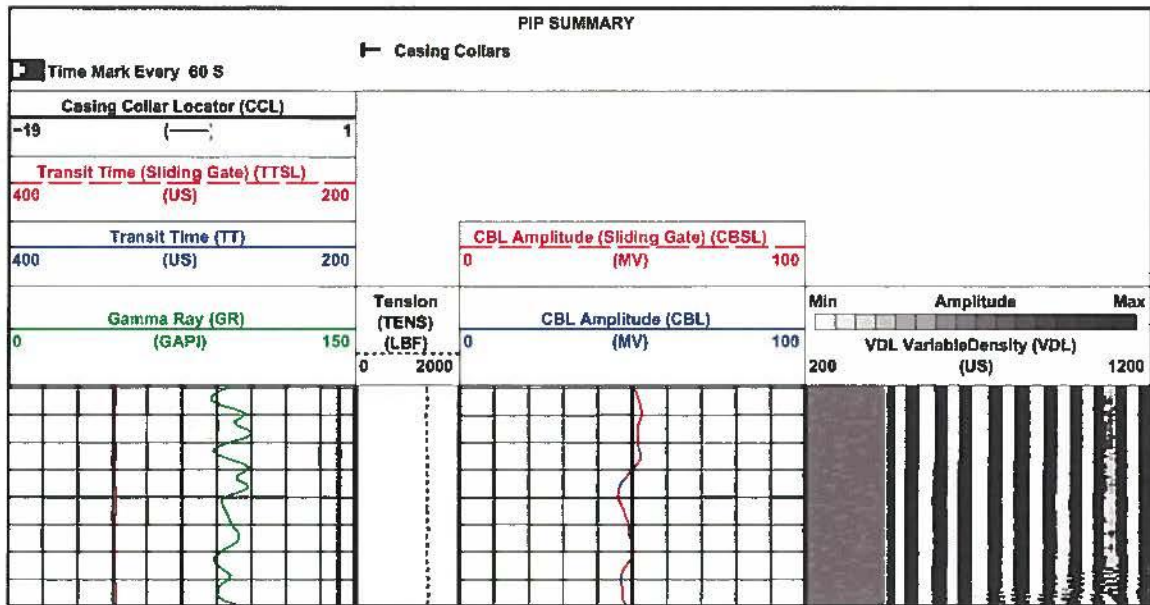 PIP SUMMARY
Casing Collars
Time Mark Every 60 S
Casing Collar Locator (CCL)
-19 (----) 1
Transit Time (Sliding Gate) (TTSL)
400 (US) 200
Transit Time (TT)
400 (US) 200
Gamma Ray (GR)
0 (GAPI) 150
Tension
(TENS)
(LBF)
0 2000
CBL Amplitude (Sliding Gate) (CBSL)
0 (MV) 100
CBL Amplitude (CBL)
0 (MV) 100
Min Amplitude Max
VDL VariableDensity (VDL)
200 (US) 1200